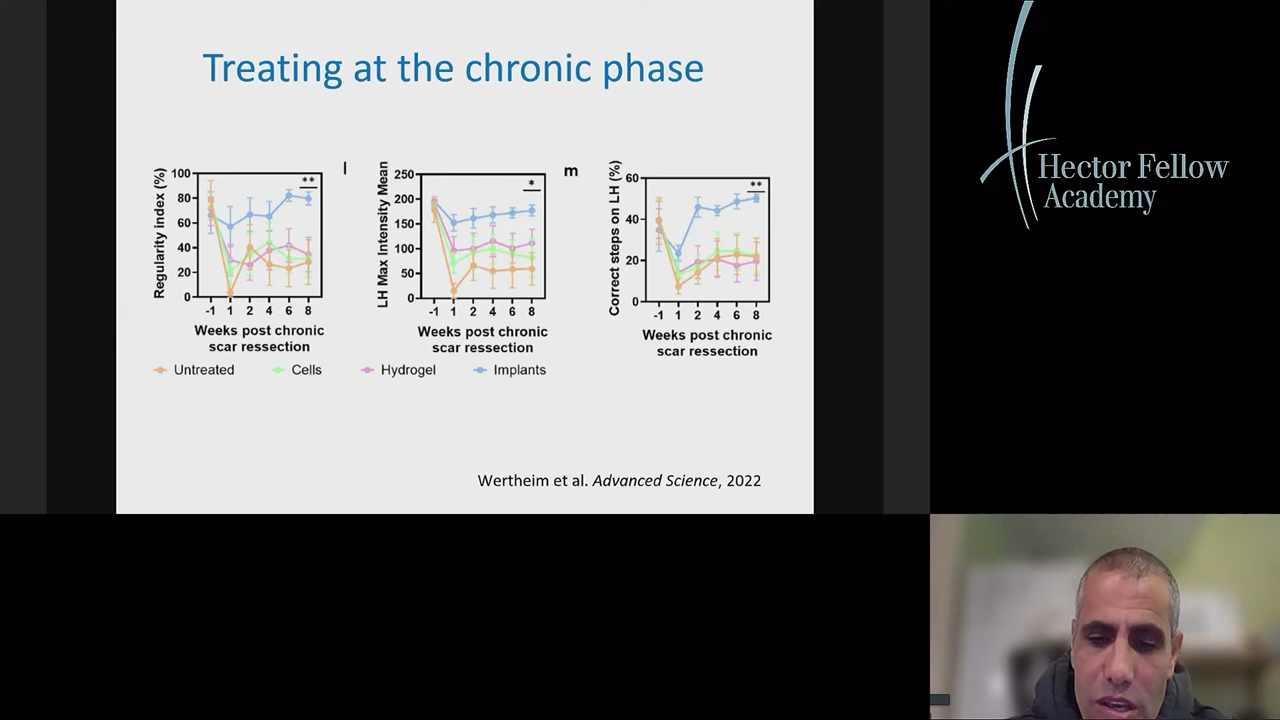 Treating at the chronic phase
Regularity index (%)
100
80
60
40
20
0
-1 1 2 4 6 8
**
Weeks post chronic
scar ressection
l
LH Max Intensity Mean
250
200
150
100
50
0
-1 1 2 4 6 8
*
Weeks post chronic
scar ressection
m
Correct steps on LH (%)
60
40
20
0
-1 1 2 4 6 8
**
Weeks post chronic
scar ressection
Untreated Cells Hydrogel Implants
Wertheim et al. Advanced Science, 2022
Hector Fellow
Academy